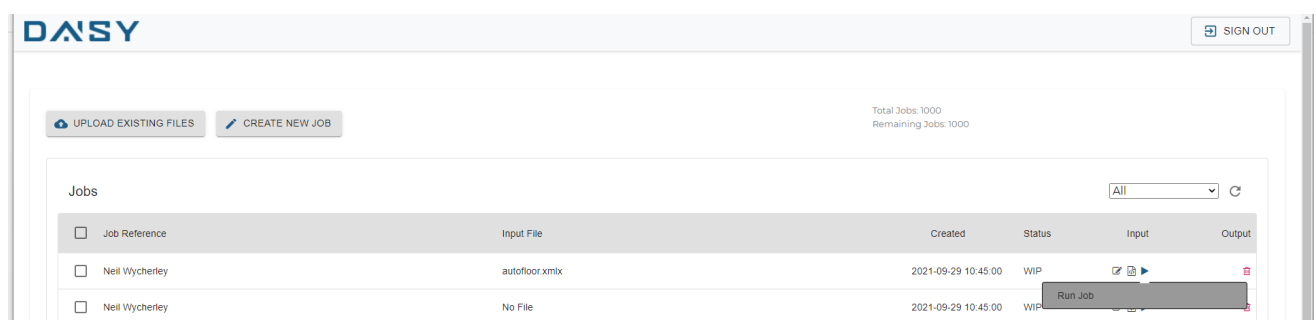 DAISY
SIGN OUT
UPLOAD EXISTING FILES
CREATE NEW JOB
Total Jobs: 1000
Remaining Jobs: 1000
Jobs
All
Job Reference Input File Created Status Input Output
Neil Wycherley autofloor.xmlx 2021-09-29 10:45:00 WIP
Run Job
Neil Wycherley No File 2021-09-29 10:45:00 WIP